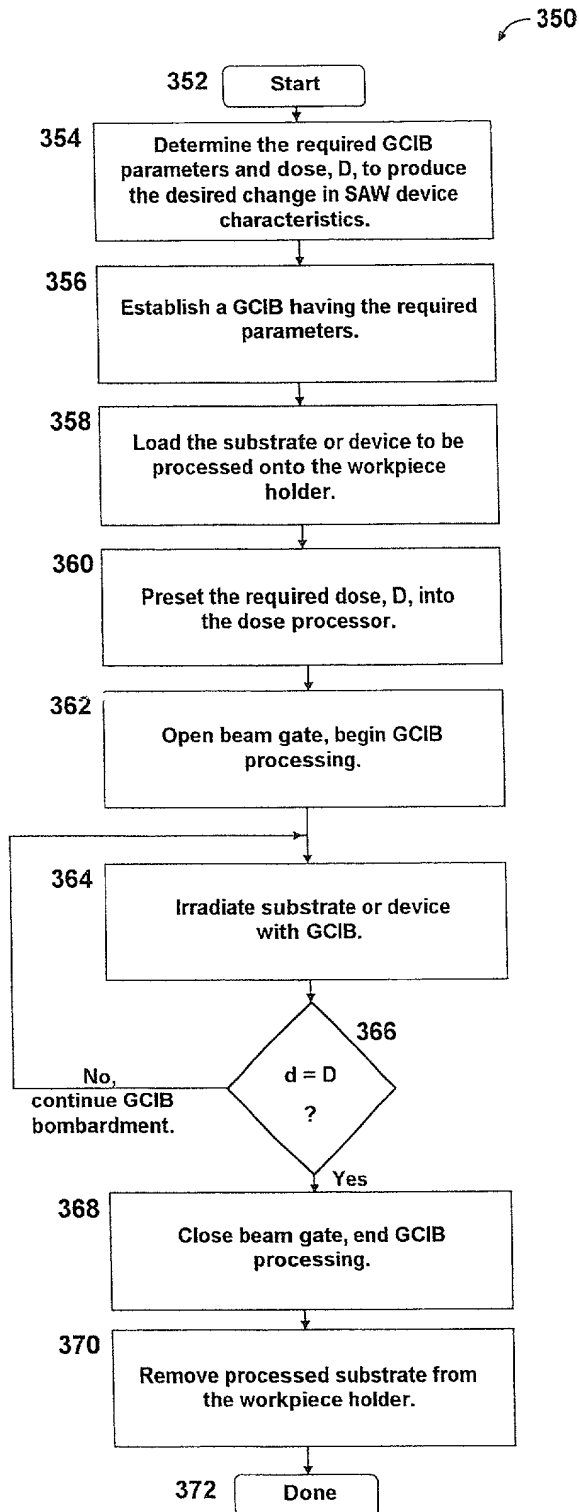 350
352 Start
354
Determine the required GCIB
parameters and dose, D, to produce
the desired change in SAW device
characteristics.
356
Establish a GCIB having the required
parameters.
358
Load the substrate or device to be
processed onto the workpiece
holder.
360
Preset the required dose, D, into
the dose processor.
362
Open beam gate, begin GCIB
processing.
364
Irradiate substrate or device
with GCIB.
366
d = D
?
No,
continue GCIB
bombardment.
Yes
368
Close beam gate, end GCIB
processing.
370
Remove processed substrate from
the workpiece holder.
372 Done